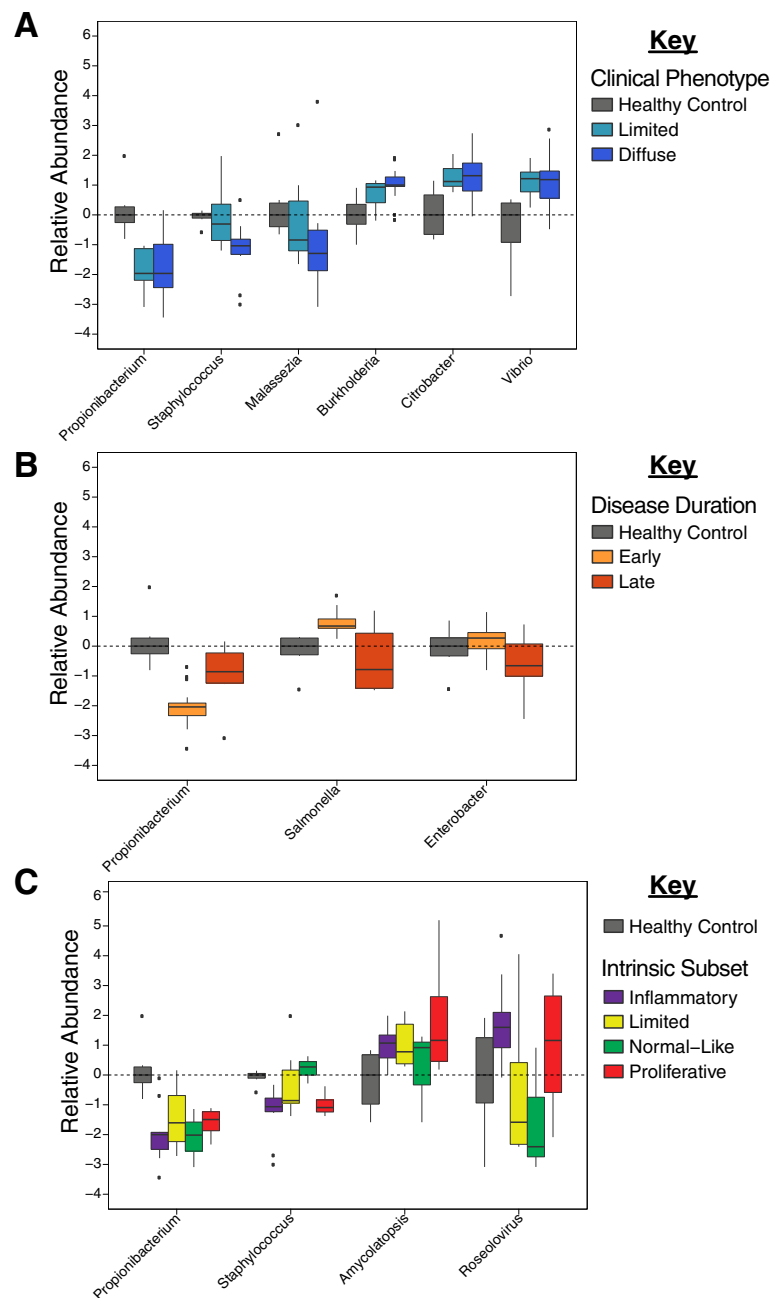 A
Key
Clinical Phenotype
Healthy Control
Limited
Diffuse
Relative Abundance
6
5
4
3
2
1
0
−1
−2
−3
−4
Propionibacterium
Staphylococcus
Malassezia
Burkholderia
Citrobacter
Vibrio
B
Key
Disease Duration
Healthy Control
Early
Late
Relative Abundance
6
5
4
3
2
1
0
−1
−2
−3
−4
Propionibacterium
Salmonella
Enterobacter
C
Key
Healthy Control
Intrinsic Subset
Inflammatory
Limited
Normal−Like
Proliferative
Relative Abundance
6
5
4
3
2
1
0
−1
−2
−3
−4
Propionibacterium
Staphylococcus
Amycolatopsis
Roseolovirus